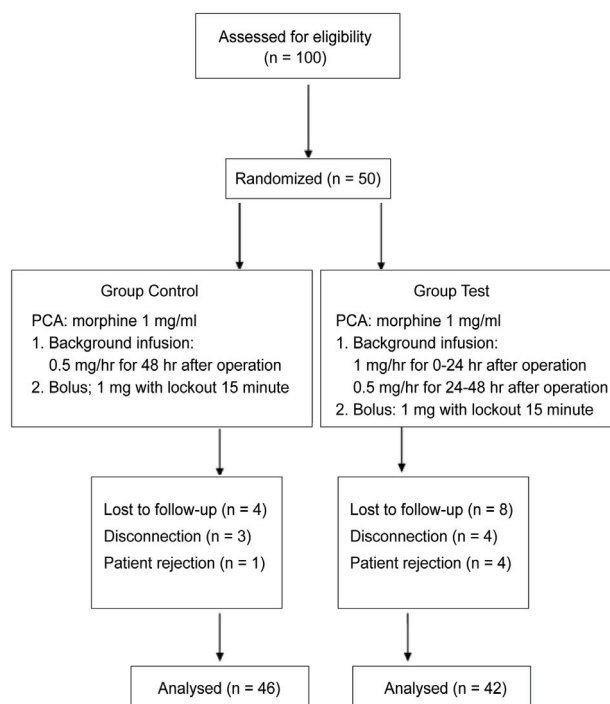 Assessed for eligibility
(n = 100)
Randomized (n = 50)
Group Control
PCA: morphine 1 mg/ml
1. Background infusion:
0.5 mg/hr for 48 hr after operation
2. Bolus; 1 mg with lockout 15 minute
Group Test
PCA: morphine 1 mg/ml
1. Background infusion:
1 mg/hr for 0-24 hr after operation
0.5 mg/hr for 24-48 hr after operation
2. Bolus: 1 mg with lockout 15 minute
Lost to follow-up (n = 4)
Disconnection (n = 3)
Patient rejection (n = 1)
Lost to follow-up (n = 8)
Disconnection (n = 4)
Patient rejection (n = 4)
Analysed (n = 46)
Analysed (n = 42)